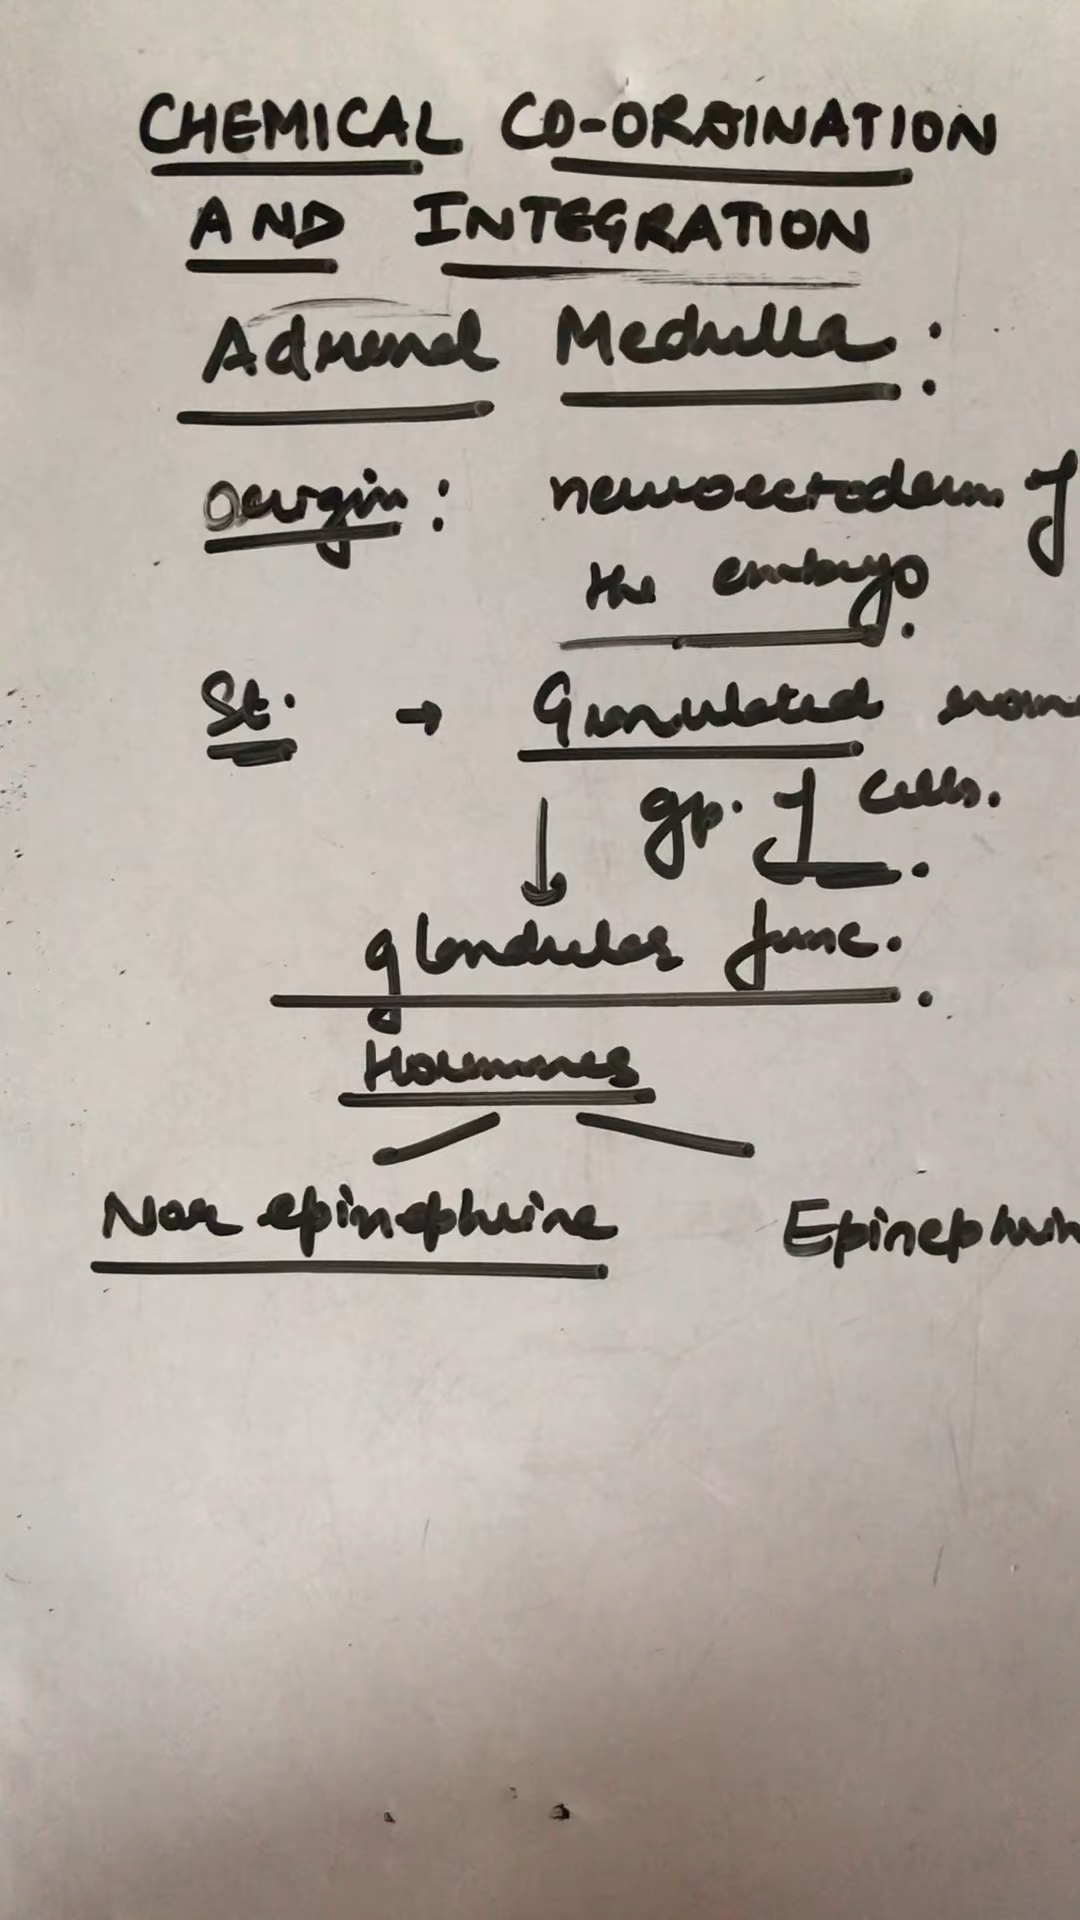 CHEMICAL CO-ORDINATION
AND INTEGRATION
Adrenal Medulla :
Origin : neuroectoderm of
the embryo.
St. → Granulated
gp. of cells.
glandular func.
Hormones
Nor epinephrine Epinephrin